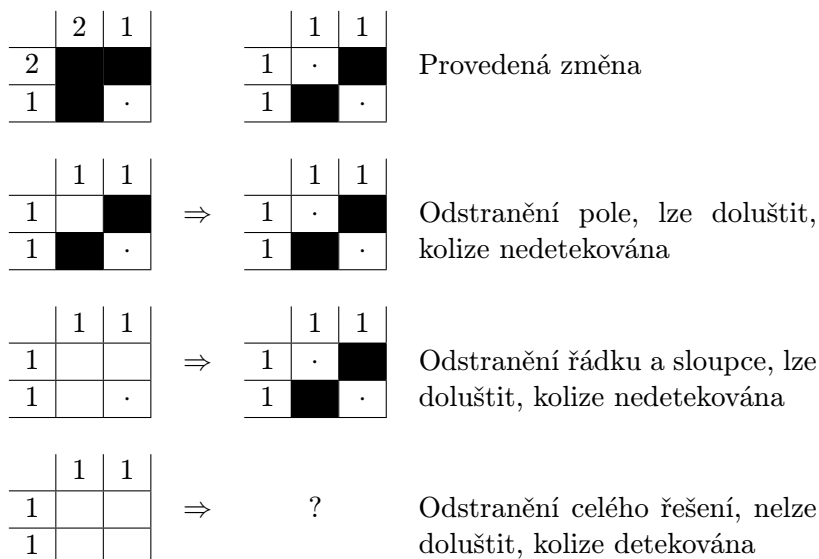 2 1 1 1
2 1 · Provedená změna
1 · 1 ·
1 1 1 1
1 ⇒ 1 · Odstranění pole, lze doluštit,
1 · 1 · kolize nedetekována
1 1 1 1
1 ⇒ 1 · Odstranění řádku a sloupce, lze
1 · 1 · doluštit, kolize nedetekována
1 1
1 ⇒ ? Odstranění celého řešení, nelze
1 doluštit, kolize detekována